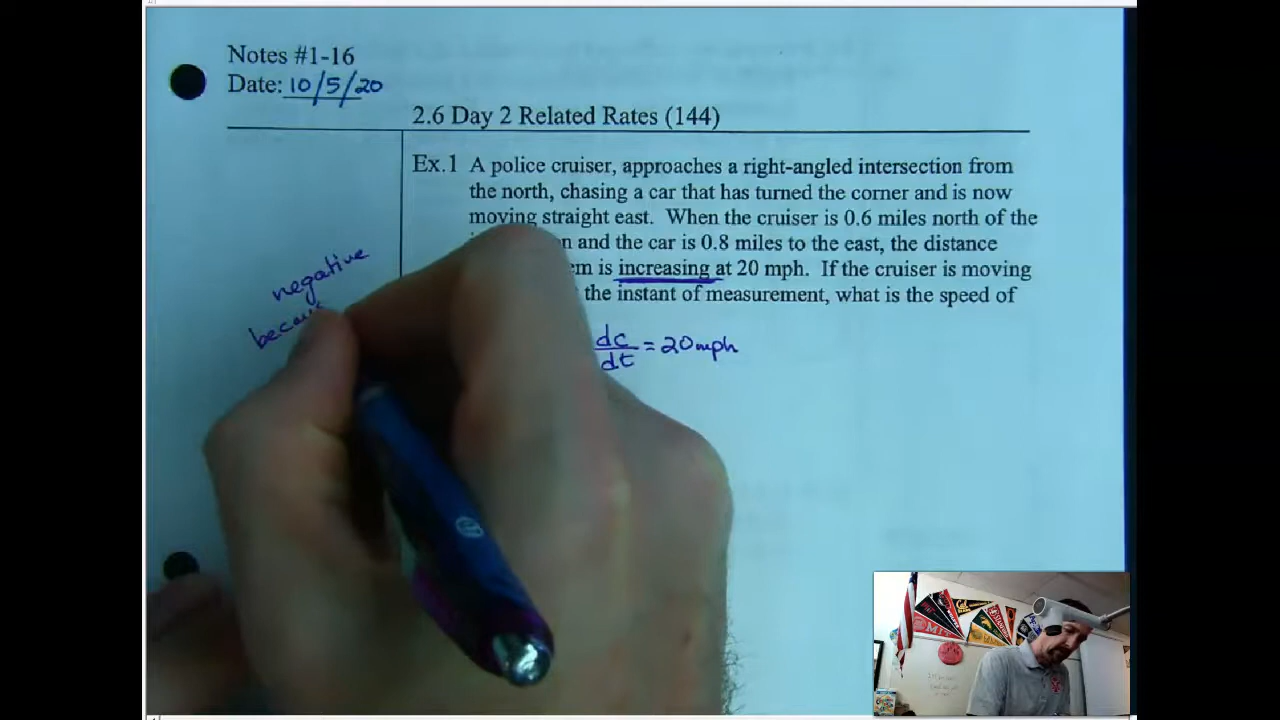 Notes #1-16
Date: 10/5/20
2.6 Day 2 Related Rates (144)
Ex.1 A police cruiser, approaches a right-angled intersection from
the north, chasing a car that has turned the corner and is now
moving straight east. When the cruiser is 0.6 miles north of the
and the car is 0.8 miles to the east, the distance
is increasing at 20 mph. If the cruiser is moving
the instant of measurement, what is the speed of
negative
dc/dt = 20mph
MIT